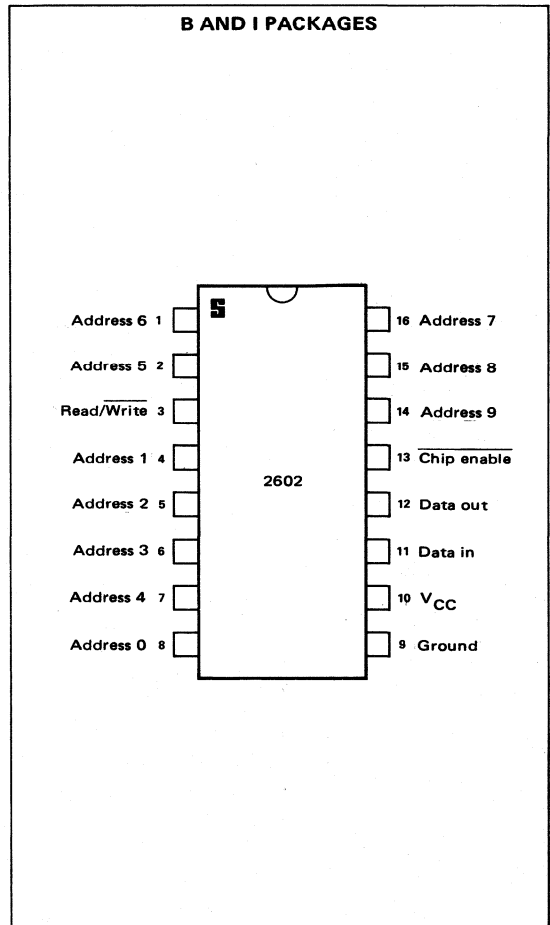 B AND I PACKAGES
Address 6 1
Address 5 2
Read/Write 3
Address 1 4
Address 2 5
Address 3 6
Address 4 7
Address 0 8
S
2602
16 Address 7
15 Address 8
14 Address 9
13 Chip enable
12 Data out
11 Data in
10 VCC
9 Ground